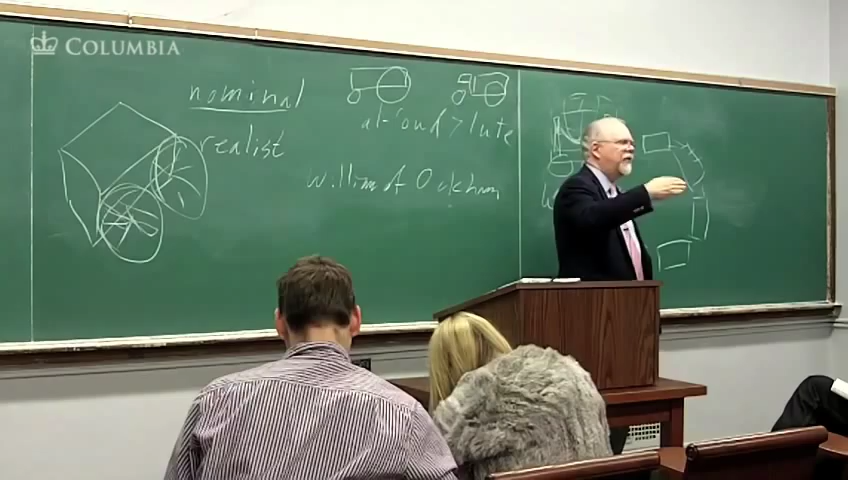 COLUMBIA
nominal
realist
al-'oud > lute
William of Ockham
W